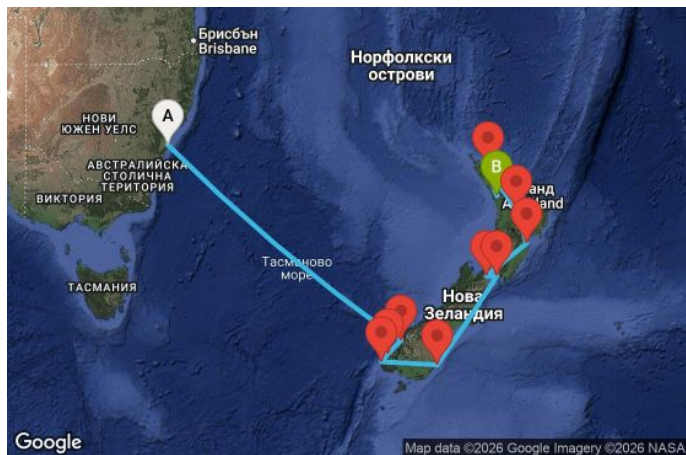 Брисбън
Brisbane
Норфолкски
острови
НОВИ
ЮЖЕН УЕЛС
A
B
АВСТРАЛИЙСКА
СТОЛИЧНА
ТЕРИТОРИЯ
ВИКТОРИЯ
Тасманово
море
ТАСМАНИЯ
Нова
Зеландия
Google
Map data ©2026 Google Imagery ©2026 NASA